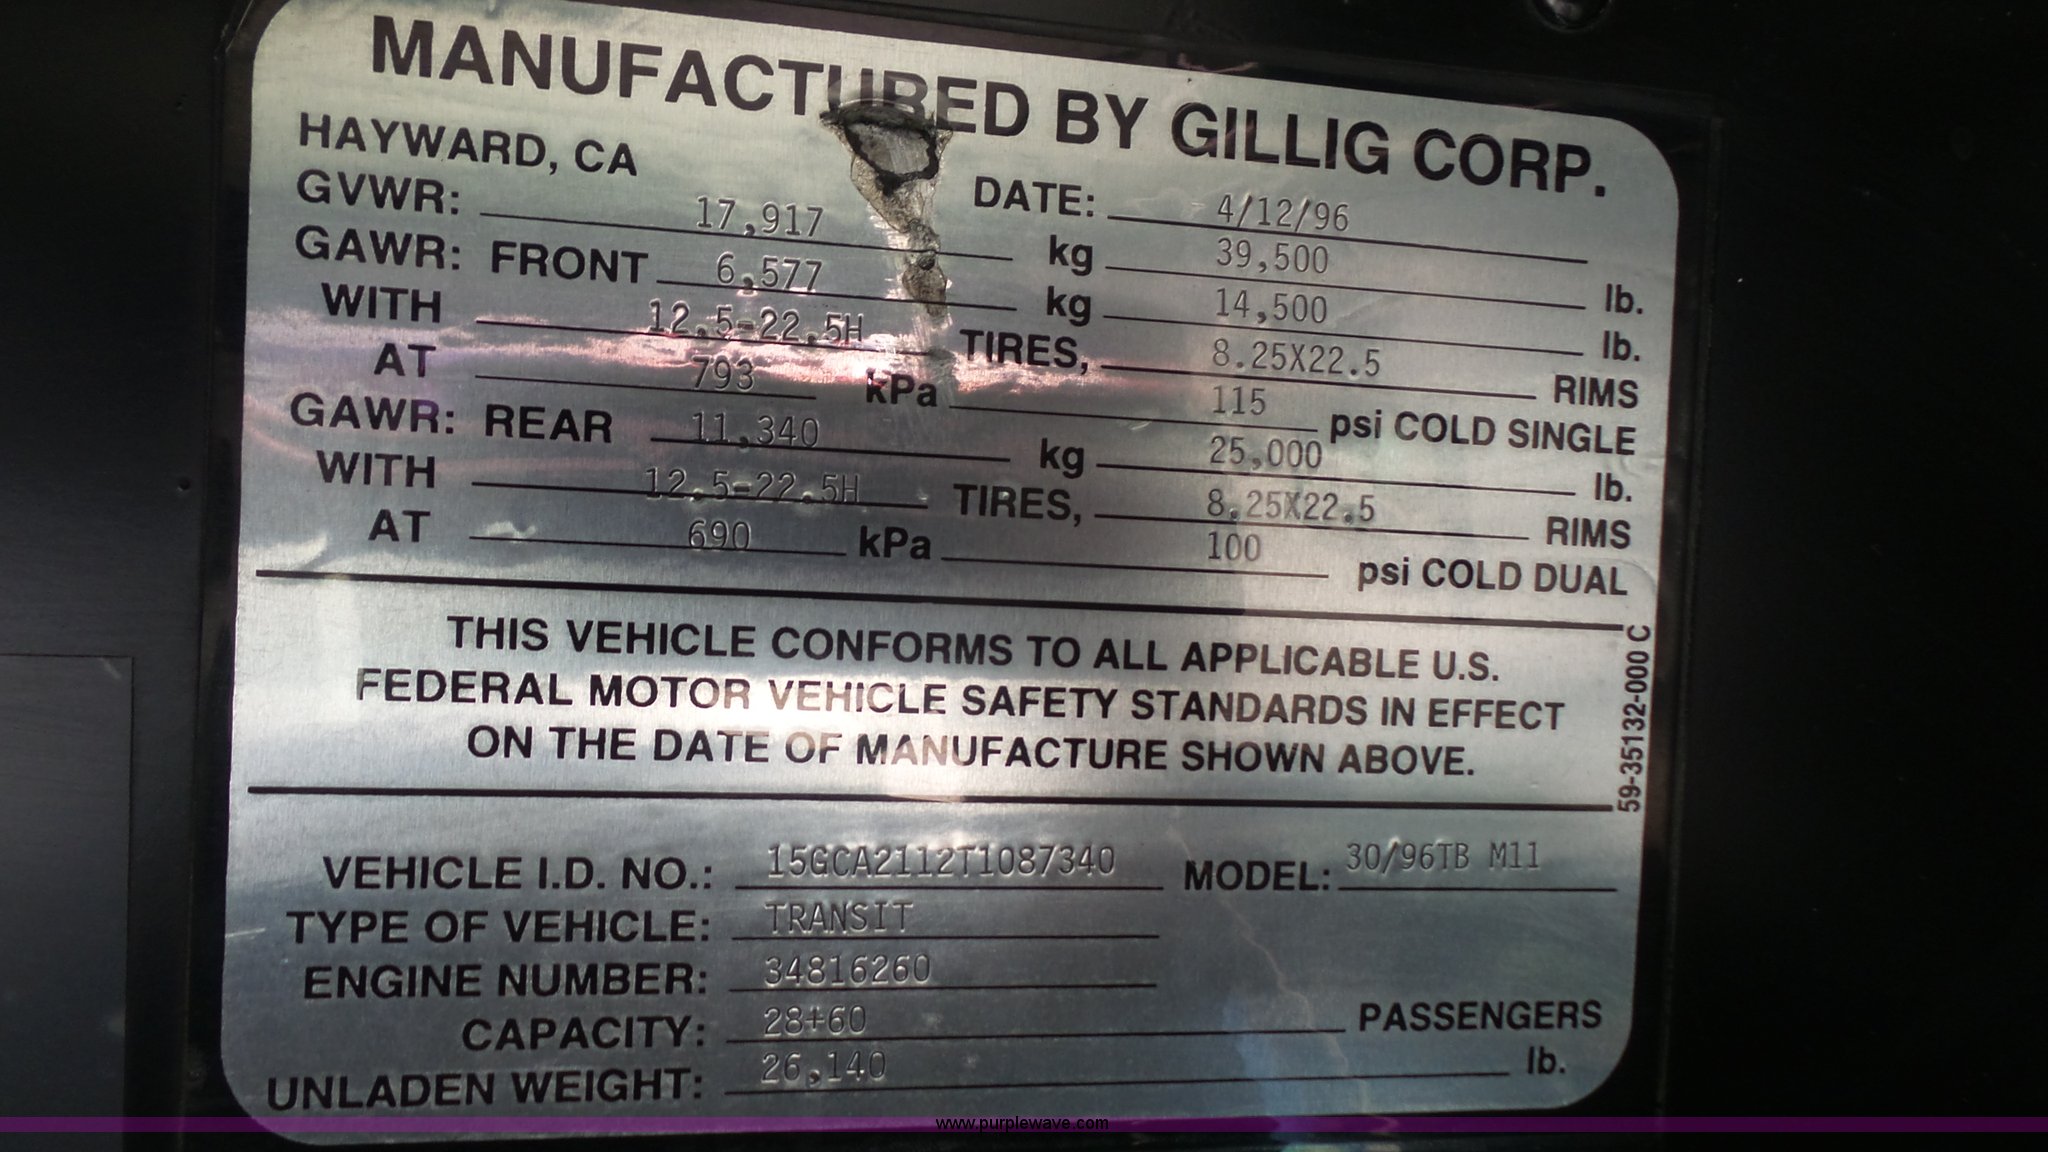 MANUFACTURED BY GILLIG CORP.
HAYWARD, CA DATE: 4/12/96
GVWR: 17,917 kg 39,500 lb.
GAWR: FRONT 6,577 kg 14,500 lb.
WITH 12.5-22.5H TIRES, 8.25X22.5 RIMS
AT 793 kPa 115 psi COLD SINGLE
GAWR: REAR 11,340 kg 25,000 lb.
WITH 12.5-22.5H TIRES, 8.25X22.5 RIMS
AT 690 kPa 100 psi COLD DUAL
THIS VEHICLE CONFORMS TO ALL APPLICABLE U.S.
FEDERAL MOTOR VEHICLE SAFETY STANDARDS IN EFFECT
ON THE DATE OF MANUFACTURE SHOWN ABOVE.
59-35132-000 C
VEHICLE I.D. NO.: 15GCA2112T1087340 MODEL: 30/96TB M11
TYPE OF VEHICLE: TRANSIT
ENGINE NUMBER: 34816260
CAPACITY: 28+60 PASSENGERS
UNLADEN WEIGHT: 26,140 lb.
www.purplewave.com